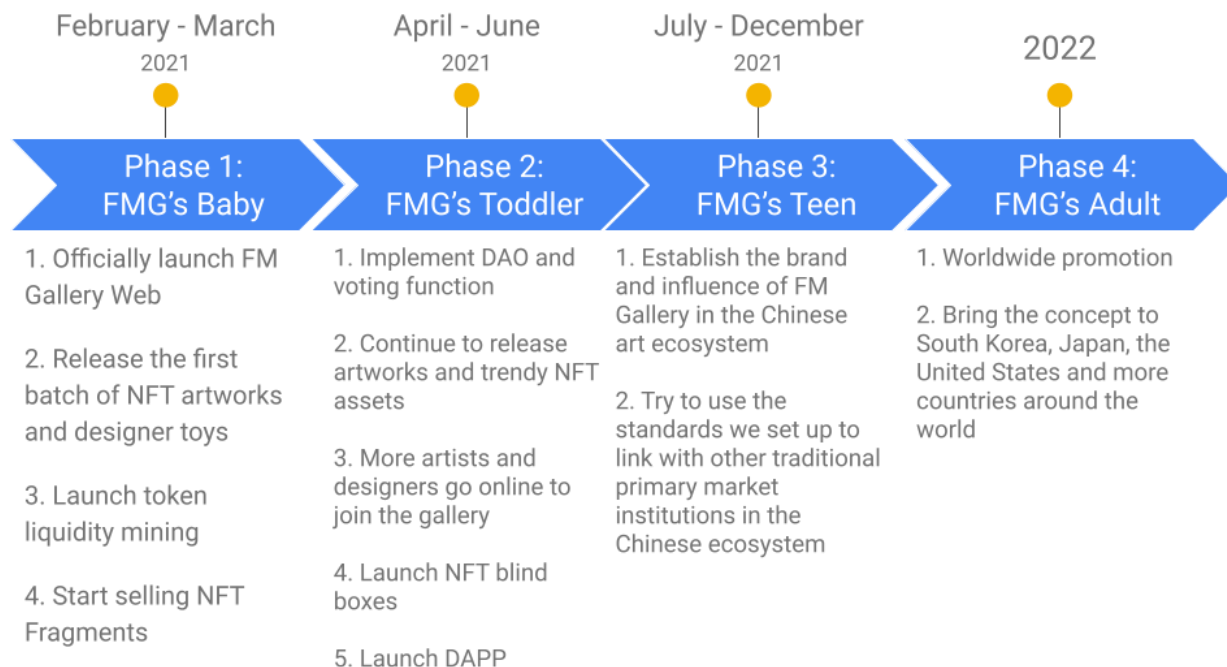 February - March
2021
April - June
2021
July - December
2021
2022
Phase 1:
FMG's Baby
Phase 2:
FMG's Toddler
Phase 3:
FMG's Teen
Phase 4:
FMG's Adult
1. Officially launch FM
Gallery Web
2. Release the first
batch of NFT artworks
and designer toys
3. Launch token
liquidity mining
4. Start selling NFT
Fragments
1. Implement DAO and
voting function
2. Continue to release
artworks and trendy NFT
assets
3. More artists and
designers go online to
join the gallery
4. Launch NFT blind
boxes
5. Launch DAPP
1. Establish the brand
and influence of FM
Gallery in the Chinese
art ecosystem
2. Try to use the
standards we set up to
link with other traditional
primary market
institutions in the
Chinese ecosystem
1. Worldwide promotion
2. Bring the concept to
South Korea, Japan, the
United States and more
countries around the
world